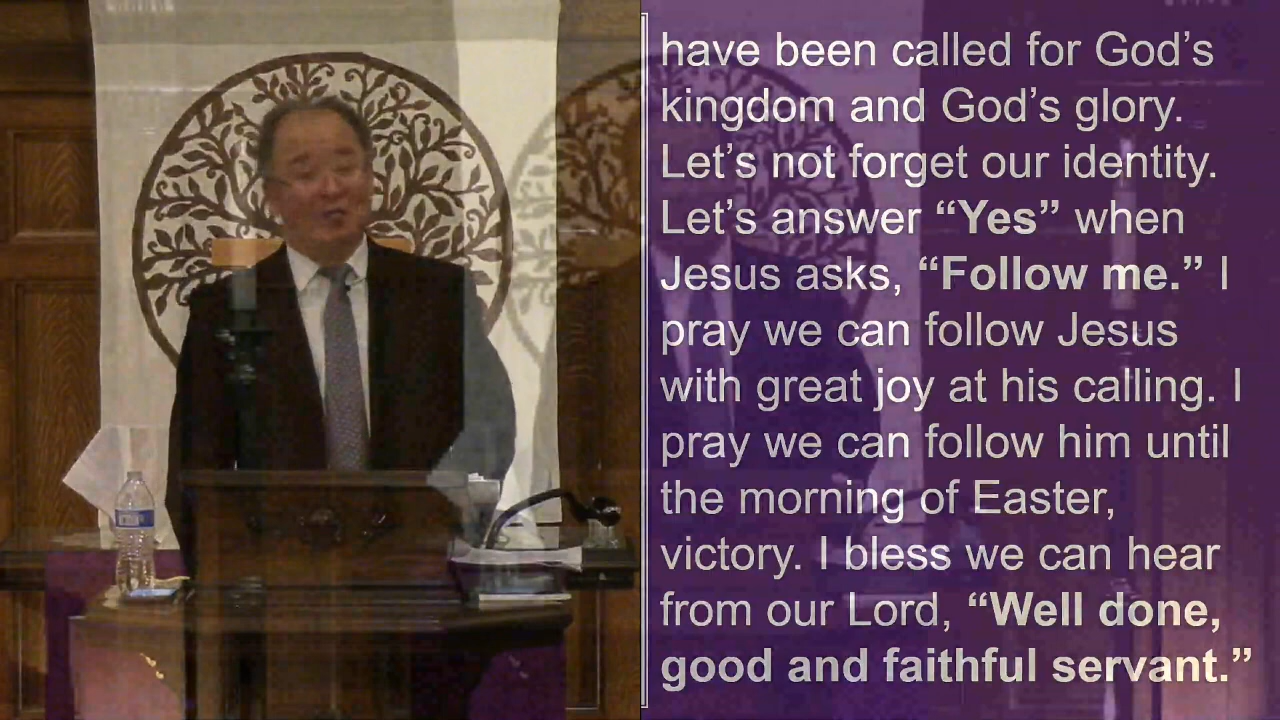 have been called for God’s
kingdom and God’s glory.
Let’s not forget our identity.
Let’s answer “Yes” when
Jesus asks, “Follow me.” I
pray we can follow Jesus
with great joy at his calling. I
pray we can follow him until
the morning of Easter,
victory. I bless we can hear
from our Lord, “Well done,
good and faithful servant.”